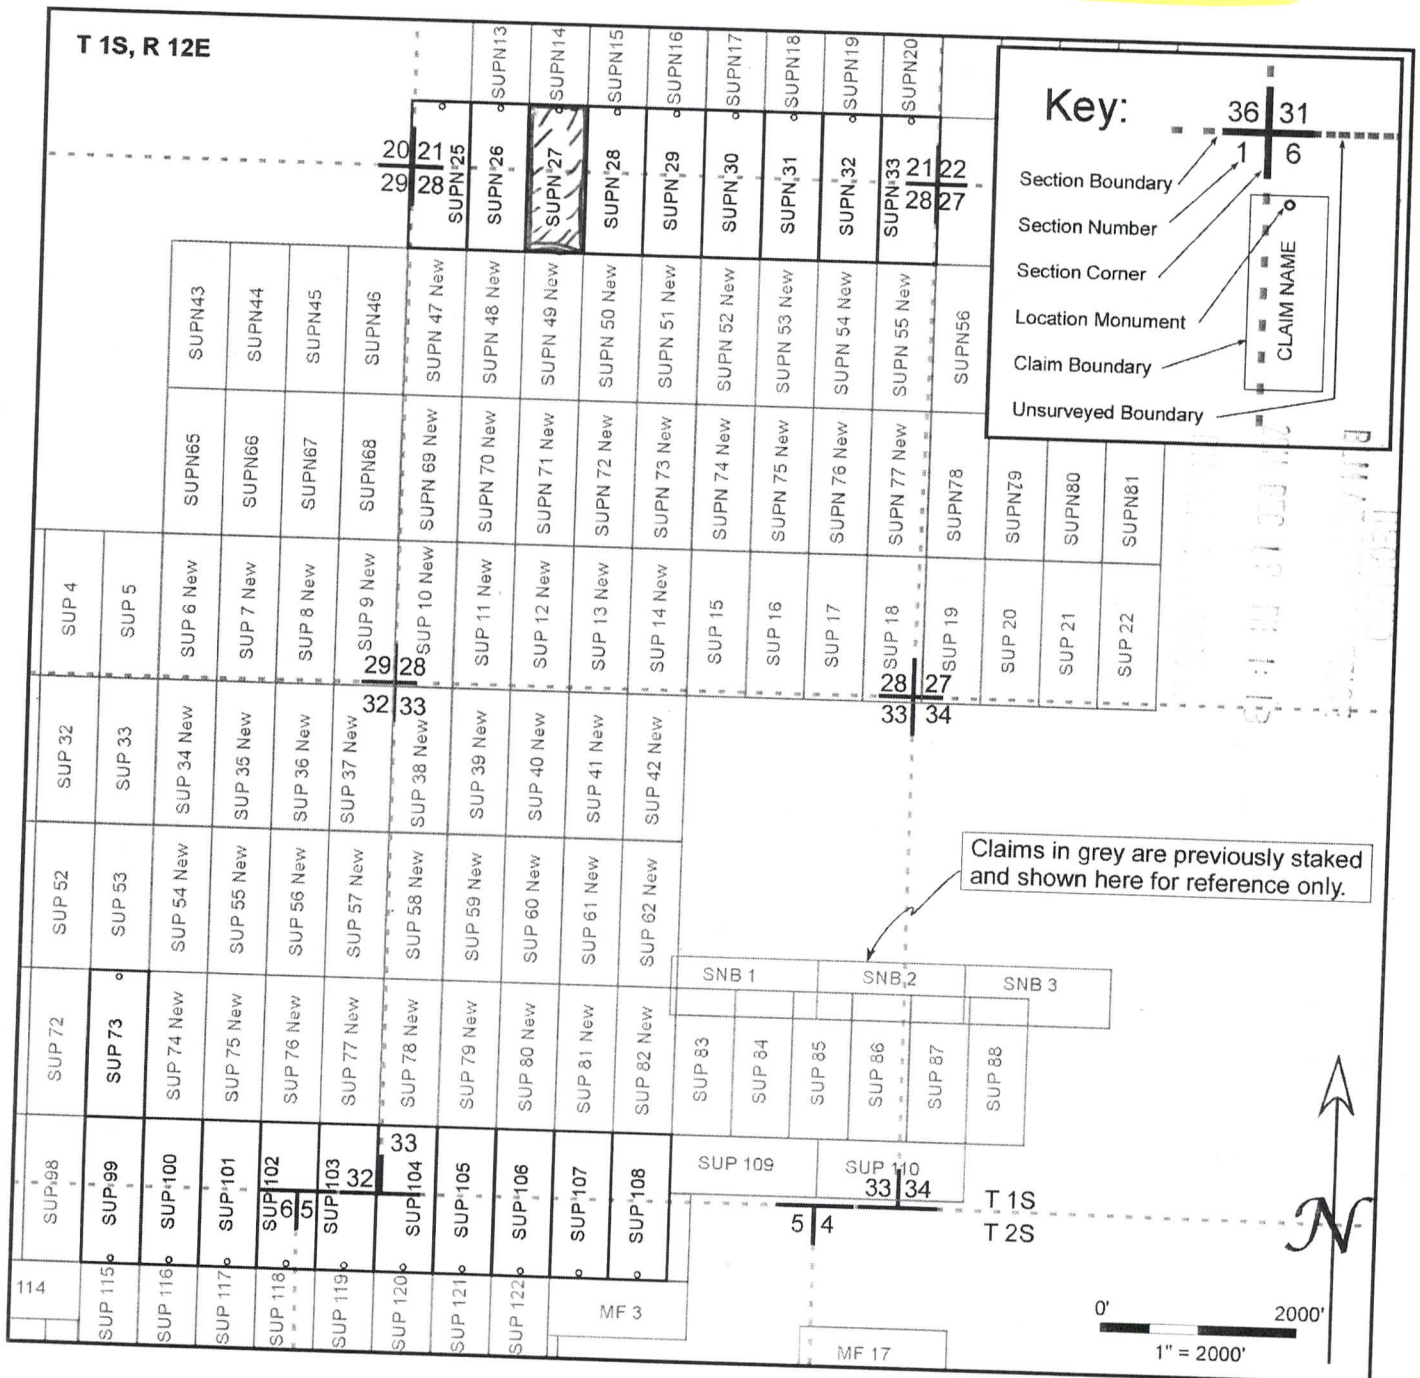 T 1S, R 12E
SUPN13
SUPN14
SUPN15
SUPN16
SUPN17
SUPN18
SUPN19
SUPN20
Key:
36 31
1 6
Section Boundary
Section Number
Section Corner
Location Monument
Claim Boundary
Unsurveyed Boundary
CLAIM NAME
20 21
29 28
SUPN 25
SUPN 26
SUPN 27
SUPN 28
SUPN 29
SUPN 30
SUPN 31
SUPN 32
SUPN 33
21 22
28 27
SUPN43
SUPN44
SUPN45
SUPN46
SUPN 47 New
SUPN 48 New
SUPN 49 New
SUPN 50 New
SUPN 51 New
SUPN 52 New
SUPN 53 New
SUPN 54 New
SUPN 55 New
SUPN56
SUPN65
SUPN66
SUPN67
SUPN68
SUPN 69 New
SUPN 70 New
SUPN 71 New
SUPN 72 New
SUPN 73 New
SUPN 74 New
SUPN 75 New
SUPN 76 New
SUPN 77 New
SUPN78
SUPN79
SUPN80
SUPN81
SUP 4
SUP 5
SUP 6 New
SUP 7 New
SUP 8 New
SUP 9 New
SUP 10 New
SUP 11 New
SUP 12 New
SUP 13 New
SUP 14 New
SUP 15
SUP 16
SUP 17
SUP 18
SUP 19
SUP 20
SUP 21
SUP 22
29 28
32 33
28 27
33 34
SUP 32
SUP 33
SUP 34 New
SUP 35 New
SUP 36 New
SUP 37 New
SUP 38 New
SUP 39 New
SUP 40 New
SUP 41 New
SUP 42 New
Claims in grey are previously staked
and shown here for reference only.
SUP 52
SUP 53
SUP 54 New
SUP 55 New
SUP 56 New
SUP 57 New
SUP 58 New
SUP 59 New
SUP 60 New
SUP 61 New
SUP 62 New
SNB 1
SNB 2
SNB 3
SUP 72
SUP 73
SUP 74 New
SUP 75 New
SUP 76 New
SUP 77 New
SUP 78 New
SUP 79 New
SUP 80 New
SUP 81 New
SUP 82 New
SUP 83
SUP 84
SUP 85
SUP 86
SUP 87
SUP 88
SUP 98
SUP 99
SUP 100
SUP 101
SUP 102
SUP 103
SUP 104
SUP 105
SUP 106
SUP 107
SUP 108
SUP 109
SUP 110
33
32
6 5
33 34
5 4
T 1S
T 2S
114
SUP 115
SUP 116
SUP 117
SUP 118
SUP 119
SUP 120
SUP 121
SUP 122
MF 3
MF 17
N
0' 2000'
1" = 2000'